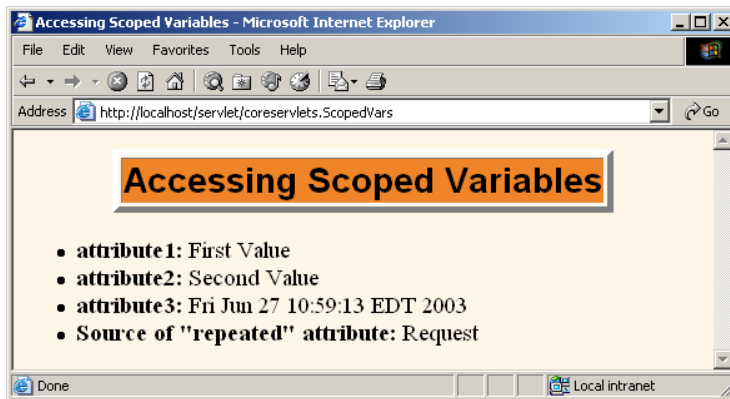 Accessing Scoped Variables - Microsoft Internet Explorer
File Edit View Favorites Tools Help
Address http://localhost/servlet/coreservlets.ScopedVars Go
Accessing Scoped Variables
attribute1: First Value
attribute2: Second Value
attribute3: Fri Jun 27 10:59:13 EDT 2003
Source of "repeated" attribute: Request
Done Local intranet